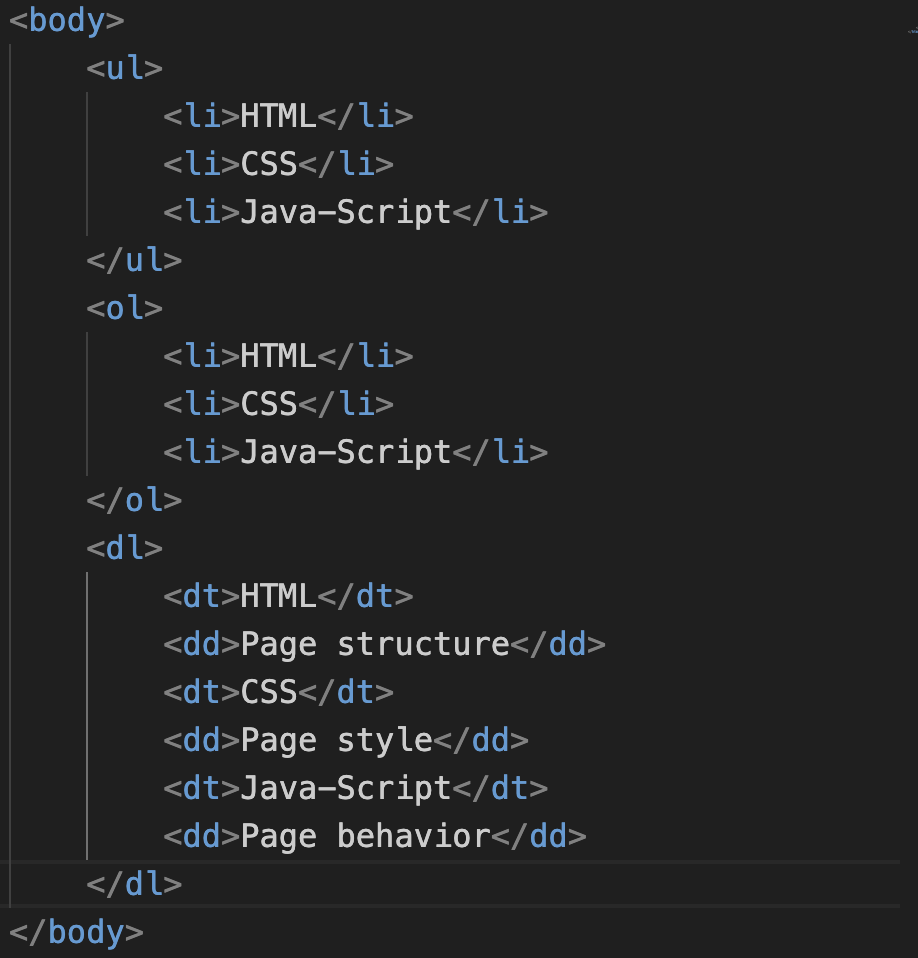 <body>
<ul>
<li>HTML</li>
<li>CSS</li>
<li>Java-Script</li>
</ul>
<ol>
<li>HTML</li>
<li>CSS</li>
<li>Java-Script</li>
</ol>
<dl>
<dt>HTML</dt>
<dd>Page structure</dd>
<dt>CSS</dt>
<dd>Page style</dd>
<dt>Java-Script</dt>
<dd>Page behavior</dd>
</dl>
</body>